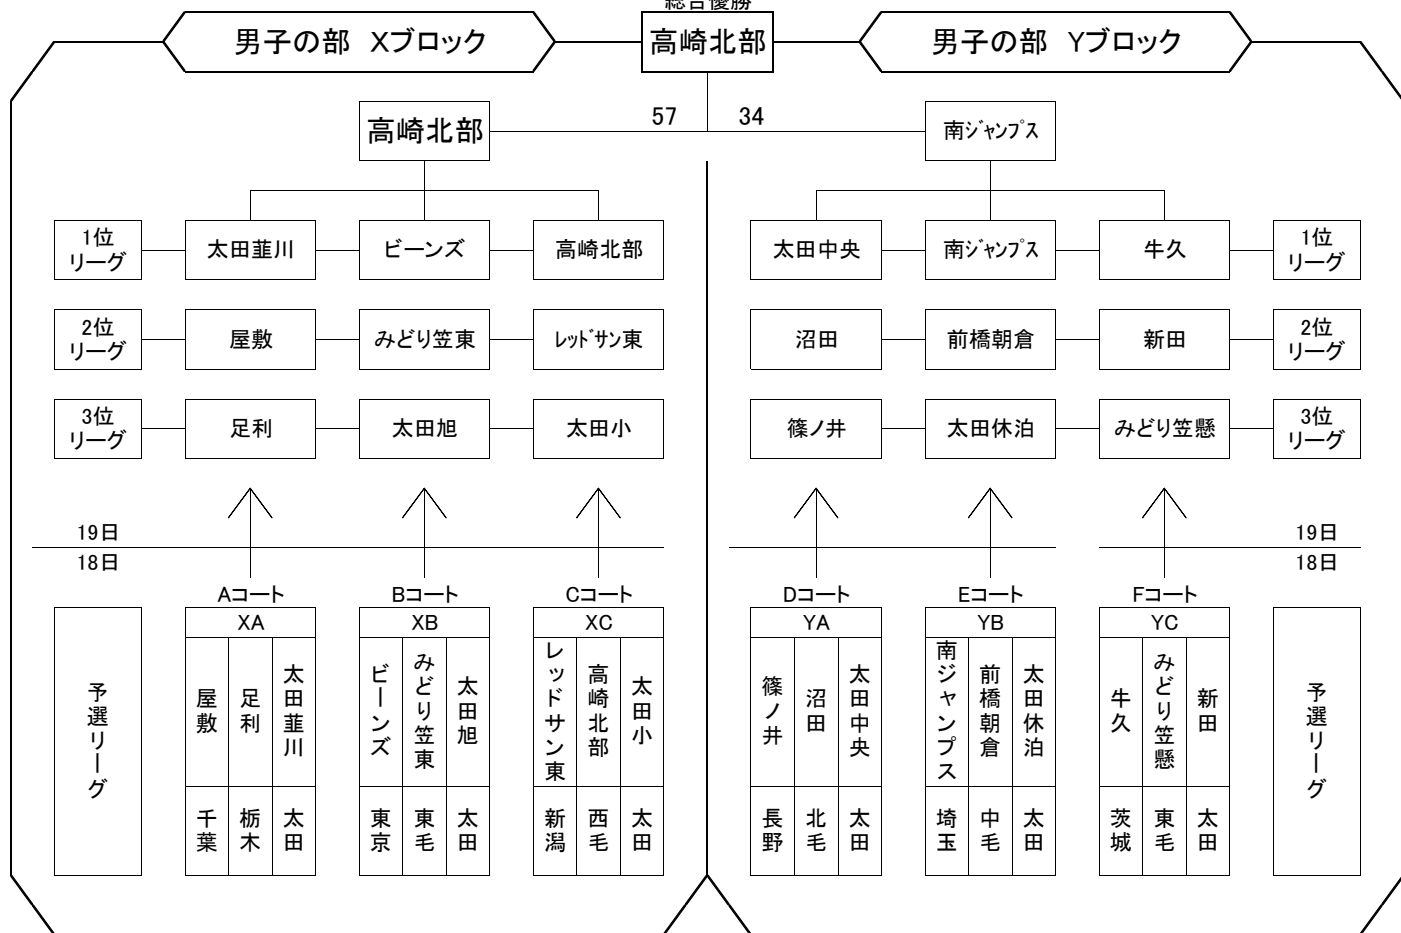 総合優勝
男子の部 Xブロック
高崎北部
男子の部 Yブロック
高崎北部
57
34
南ジャンプス
1位
リーグ
太田韮川
ビーンズ
高崎北部
太田中央
南ジャンプス
牛久
1位
リーグ
2位
リーグ
屋敷
みどり笠東
レッドサン東
沼田
前橋朝倉
新田
2位
リーグ
3位
リーグ
足利
太田旭
太田小
篠ノ井
太田休泊
みどり笠懸
3位
リーグ
19日
18日
19日
18日
Aコート
Bコート
Cコート
Dコート
Eコート
Fコート
XA
XB
XC
YA
YB
YC
予選リーグ
屋敷
足利
太田韮川
ビーンズ
みどり笠東
太田旭
レッドサン東
高崎北部
太田小
篠ノ井
沼田
太田中央
南ジャンプス
前橋朝倉
太田休泊
牛久
みどり笠懸
新田
予選リーグ
千葉
栃木
太田
東京
東毛
太田
新潟
西毛
太田
長野
北毛
太田
埼玉
中毛
太田
茨城
東毛
太田